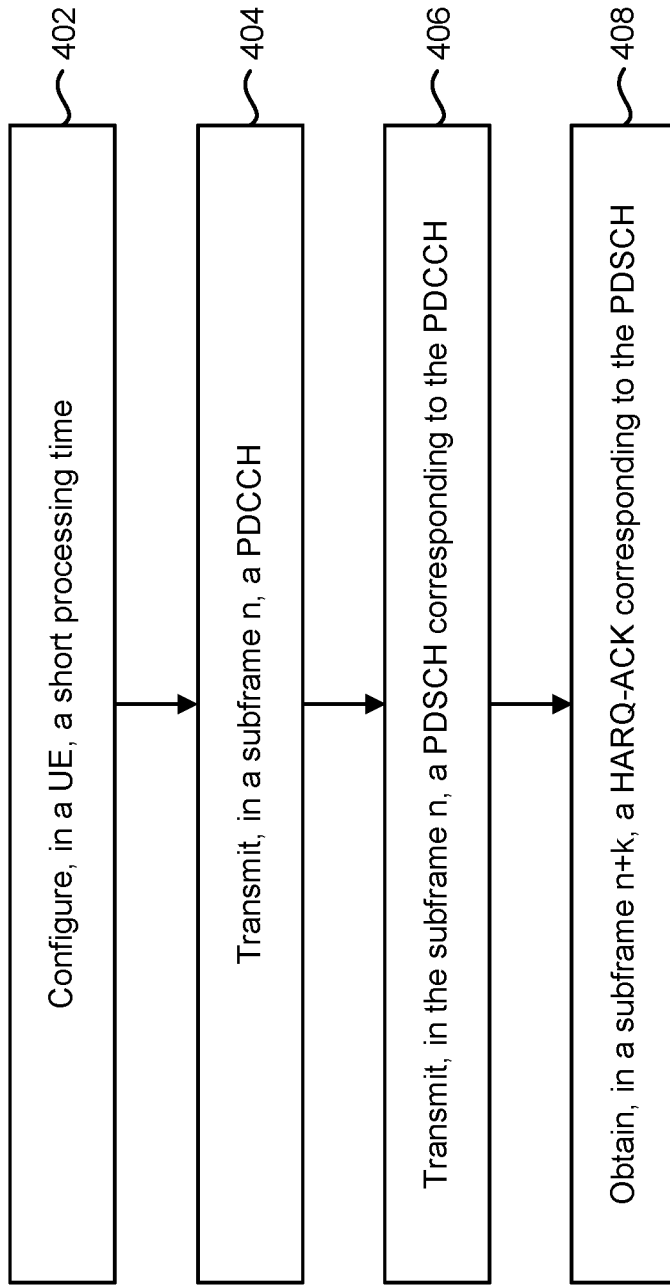 Configure, in a UE, a short processing time
402
Transmit, in a subframe n, a PDCCH
404
Transmit, in the subframe n, a PDSCH corresponding to the PDCCH
406
Obtain, in a subframe n+k, a HARQ-ACK corresponding to the PDSCH
408